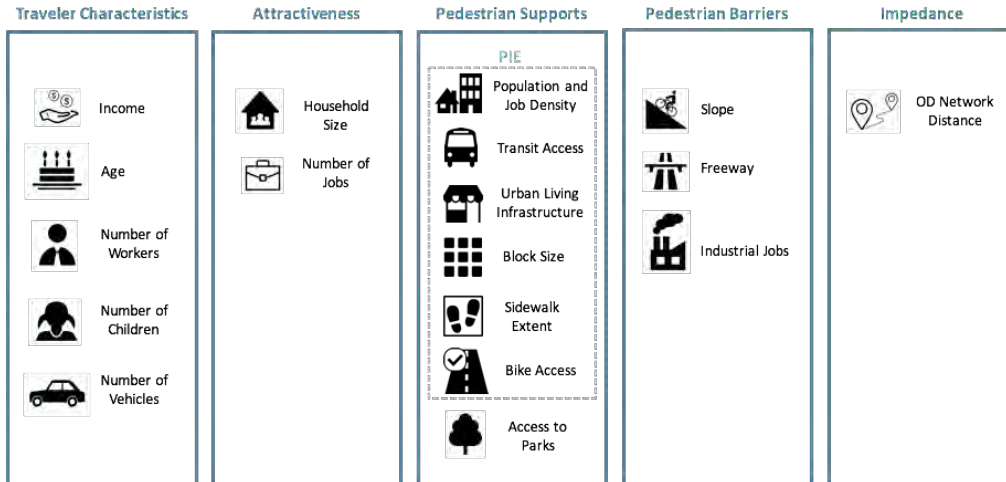 Traveler Characteristics
Income
Age
Number of
Workers
Number of
Children
Number of
Vehicles
Attractiveness
Household
Size
Number of
Jobs
Pedestrian Supports
PIE
Population and
Job Density
Transit Access
Urban Living
Infrastructure
Block Size
Sidewalk
Extent
Bike Access
Access to
Parks
Pedestrian Barriers
Slope
Freeway
Industrial Jobs
Impedance
OD Network
Distance